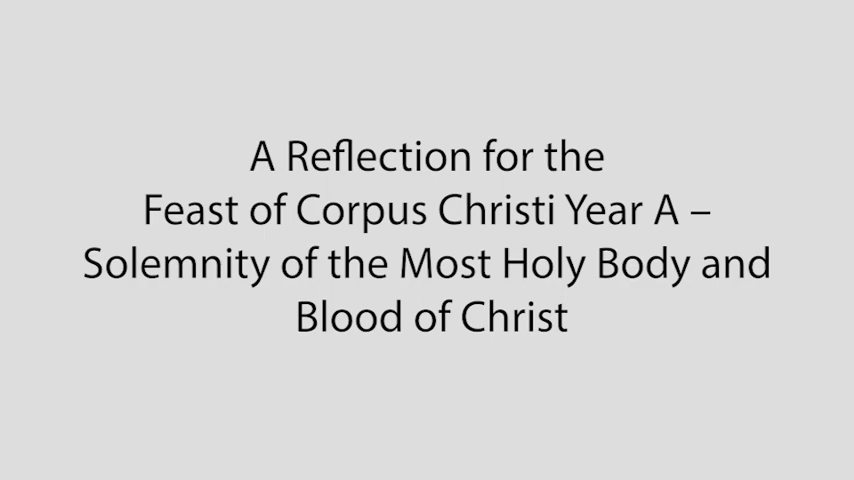 A Reflection for the
Feast of Corpus Christi Year A –
Solemnity of the Most Holy Body and
Blood of Christ